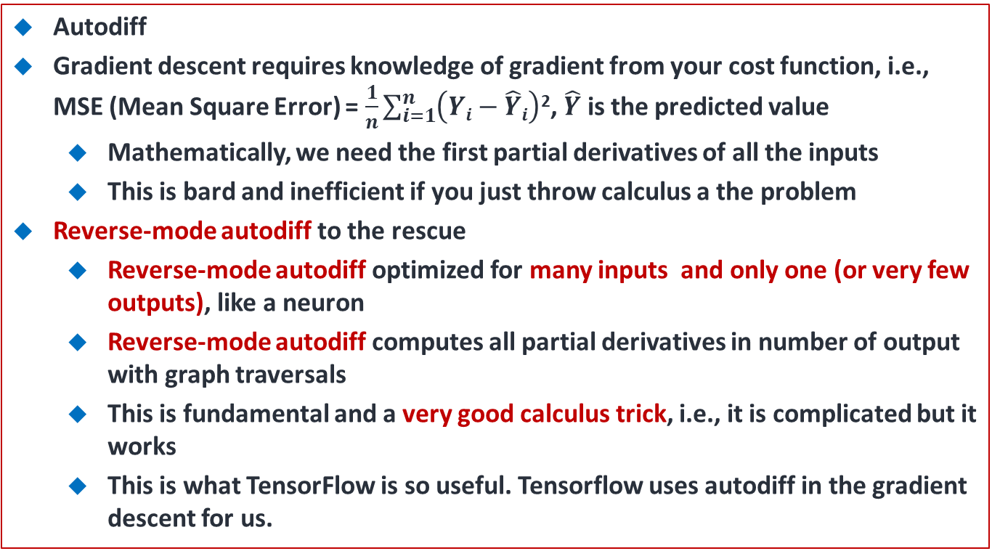 Autodiff
Gradient descent requires knowledge of gradient from your cost function, i.e.,
MSE (Mean Square Error) = \frac{1}{n}\sum_{i=1}^{n}(Y_i - \hat{Y}_i)^2, \hat{Y} is the predicted value
Mathematically, we need the first partial derivatives of all the inputs
This is bard and inefficient if you just throw calculus a the problem
Reverse-mode autodiff to the rescue
Reverse-mode autodiff optimized for many inputs and only one (or very few
outputs), like a neuron
Reverse-mode autodiff computes all partial derivatives in number of output
with graph traversals
This is fundamental and a very good calculus trick, i.e., it is complicated but it
works
This is what TensorFlow is so useful. Tensorflow uses autodiff in the gradient
descent for us.